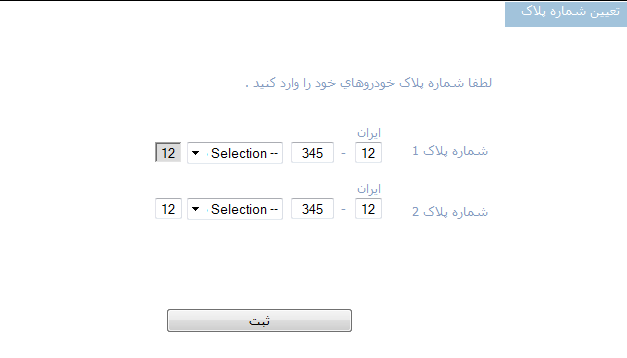 تعیین شماره پلاک
لطفا شماره پلاک خودروهاي خود را وارد کنید .
ایران
شماره پلاک 1 12 - 345 Selection -- 12
ایران
شماره پلاک 2 12 - 345 Selection -- 12
ثبت